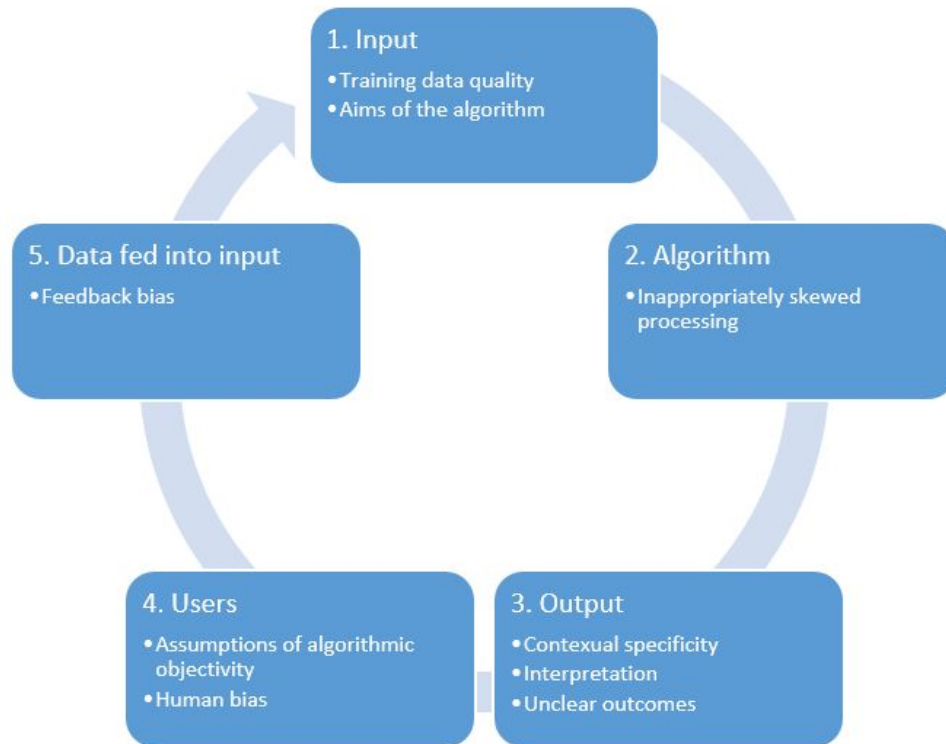 1. Input
•Training data quality
•Aims of the algorithm
2. Algorithm
•Inappropriately skewed
processing
3. Output
•Contexual specificity
•Interpretation
•Unclear outcomes
4. Users
•Assumptions of algorithmic
objectivity
•Human bias
5. Data fed into input
•Feedback bias